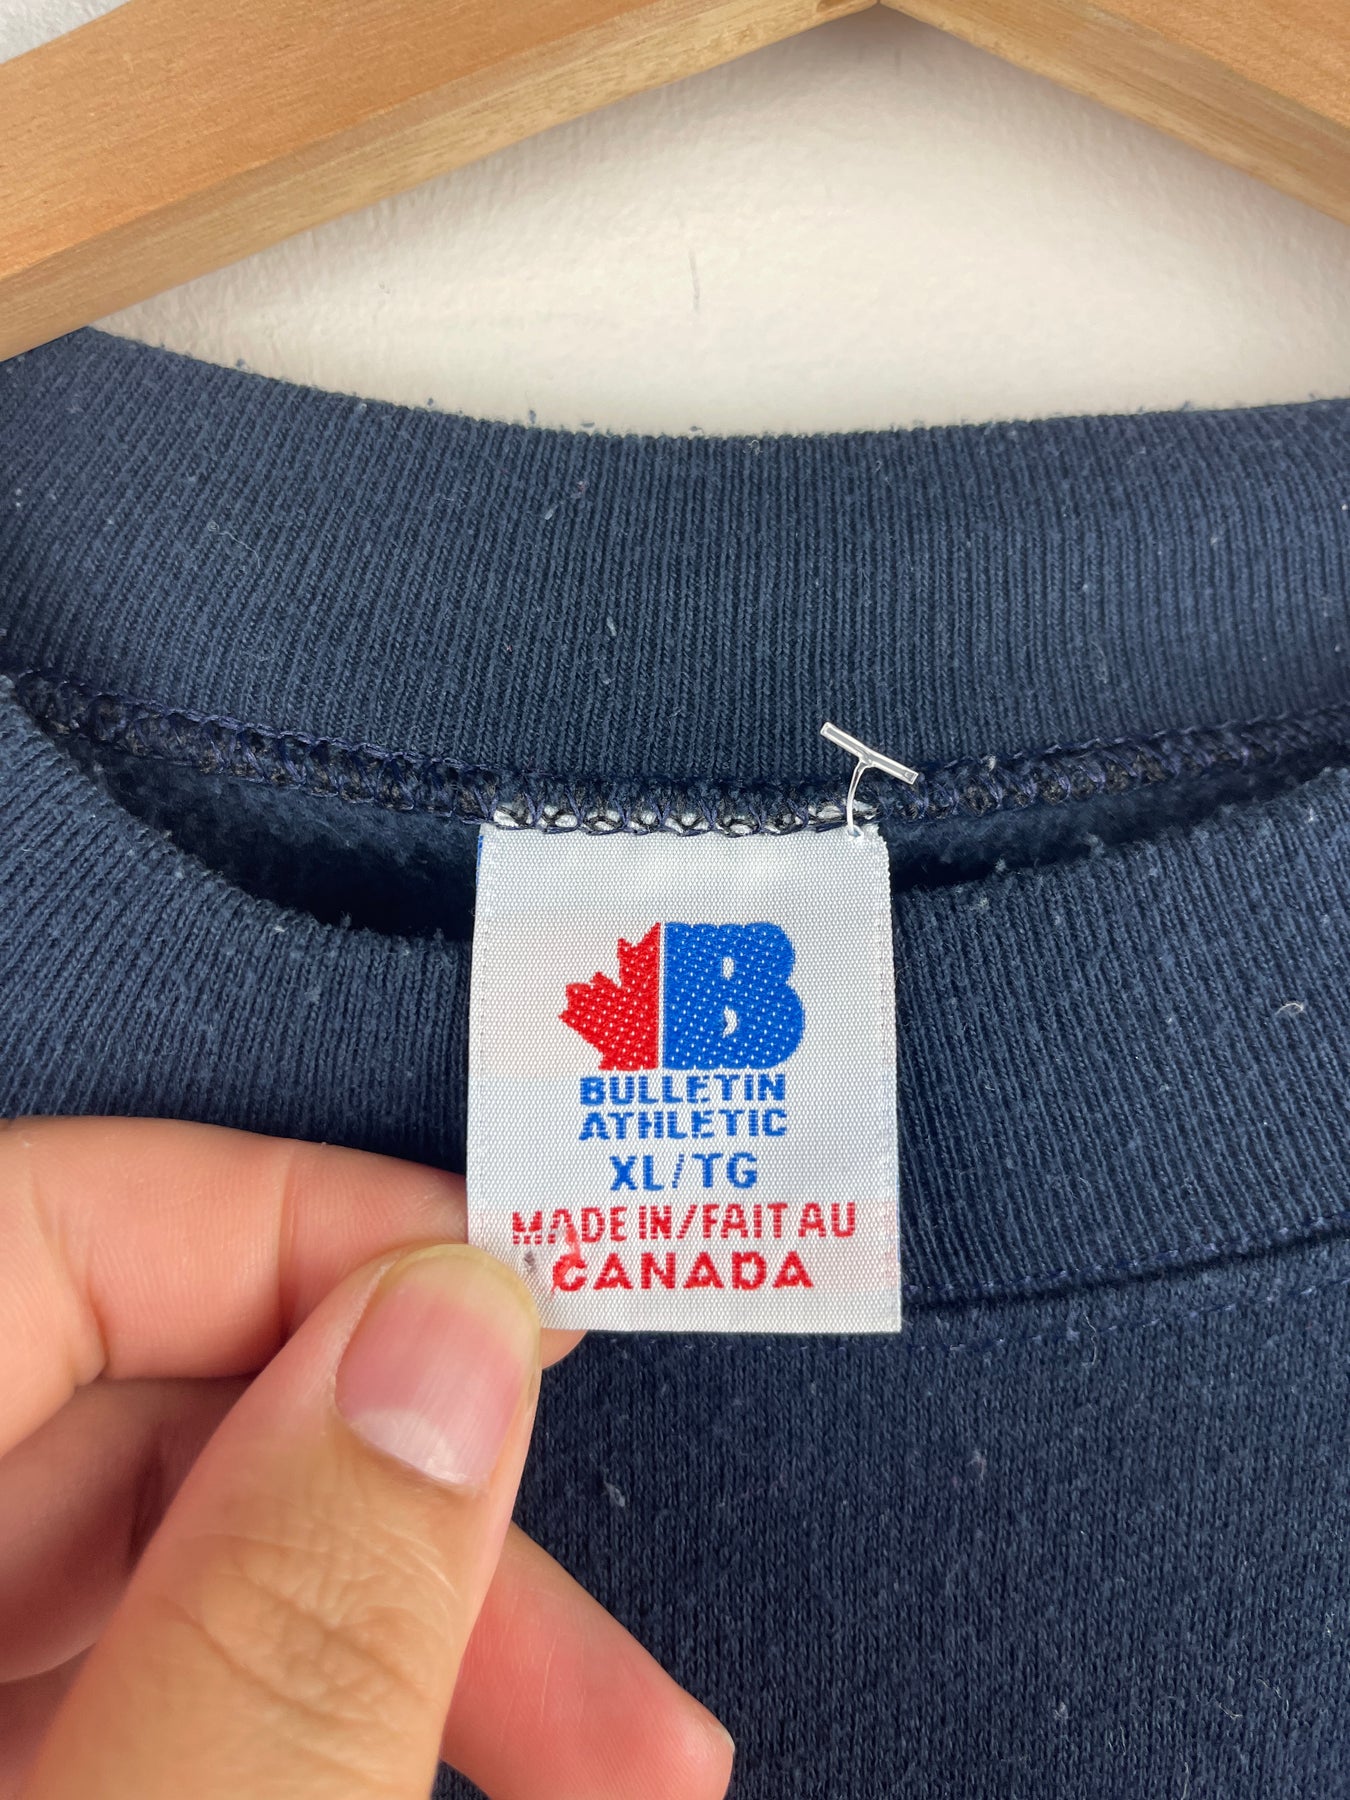 B
BULLETIN
ATHLETIC
XL/TG
MADE IN/FAIT AU
CANADA